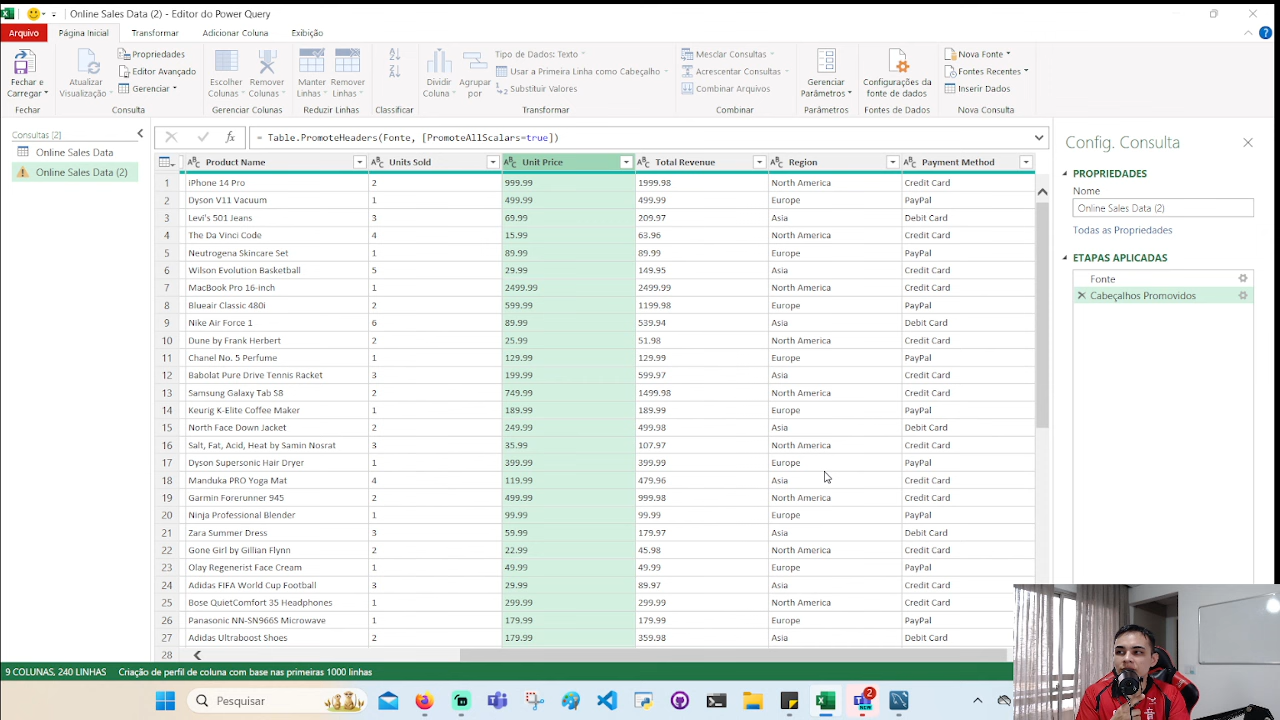 Online Sales Data (2) - Editor do Power Query
Arquivo Página Inicial Transformar Adicionar Coluna Exibição
Fechar e Carregar
Fechar
Atualizar Visualização
Propriedades
Editor Avançado
Gerenciar
Consulta
Escolher Colunas
Remover Colunas
Gerenciar Colunas
Manter Linhas
Remover Linhas
Reduzir Linhas
Classificar
Dividir Coluna
Agrupar por
Tipo de Dados: Texto
Usar a Primeira Linha como Cabeçalho
Substituir Valores
Transformar
Mesclar Consultas
Acrescentar Consultas
Combinar Arquivos
Combinar
Gerenciar Parâmetros
Parâmetros
Configurações da fonte de dados
Fontes de Dados
Nova Fonte
Fontes Recentes
Inserir Dados
Nova Consulta
Consultas [2]
Online Sales Data
Online Sales Data (2)
fx = Table.PromoteHeaders(Fonte, [PromoteAllScalars=true])
Product Name Units Sold Unit Price Total Revenue Region Payment Method
1 iPhone 14 Pro 2 999.99 1999.98 North America Credit Card
2 Dyson V11 Vacuum 1 499.99 499.99 Europe PayPal
3 Levi's 501 Jeans 3 69.99 209.97 Asia Debit Card
4 The Da Vinci Code 4 15.99 63.96 North America Credit Card
5 Neutrogena Skincare Set 1 89.99 89.99 Europe PayPal
6 Wilson Evolution Basketball 5 29.99 149.95 Asia Credit Card
7 MacBook Pro 16-inch 1 2499.99 2499.99 North America Credit Card
8 Blueair Classic 480i 2 599.99 1199.98 Europe PayPal
9 Nike Air Force 1 6 89.99 539.94 Asia Debit Card
10 Dune by Frank Herbert 2 25.99 51.98 North America Credit Card
11 Chanel No. 5 Perfume 1 129.99 129.99 Europe PayPal
12 Babolat Pure Drive Tennis Racket 3 199.99 599.97 Asia Credit Card
13 Samsung Galaxy Tab S8 2 749.99 1499.98 North America Credit Card
14 Keurig K-Elite Coffee Maker 1 189.99 189.99 Europe PayPal
15 North Face Down Jacket 2 249.99 499.98 Asia Debit Card
16 Salt, Fat, Acid, Heat by Samin Nosrat 3 35.99 107.97 North America Credit Card
17 Dyson Supersonic Hair Dryer 1 399.99 399.99 Europe PayPal
18 Manduka PRO Yoga Mat 4 119.99 479.96 Asia Credit Card
19 Garmin Forerunner 945 2 499.99 999.98 North America Credit Card
20 Ninja Professional Blender 1 99.99 99.99 Europe PayPal
21 Zara Summer Dress 3 59.99 179.97 Asia Debit Card
22 Gone Girl by Gillian Flynn 2 22.99 45.98 North America Credit Card
23 Olay Regenerist Face Cream 1 49.99 49.99 Europe PayPal
24 Adidas FIFA World Cup Football 3 29.99 89.97 Asia Credit Card
25 Bose QuietComfort 35 Headphones 1 299.99 299.99 North America Credit Card
26 Panasonic NN-SN966S Microwave 1 179.99 179.99 Europe PayPal
27 Adidas Ultraboost Shoes 2 179.99 359.98 Asia Debit Card
28
Config. Consulta
PROPRIEDADES
Nome
Online Sales Data (2)
Todas as Propriedades
ETAPAS APLICADAS
Fonte
Cabeçalhos Promovidos
9 COLUNAS, 240 LINHAS Criação de perfil de coluna com base nas primeiras 1000 linhas
Pesquisar
2
NEW